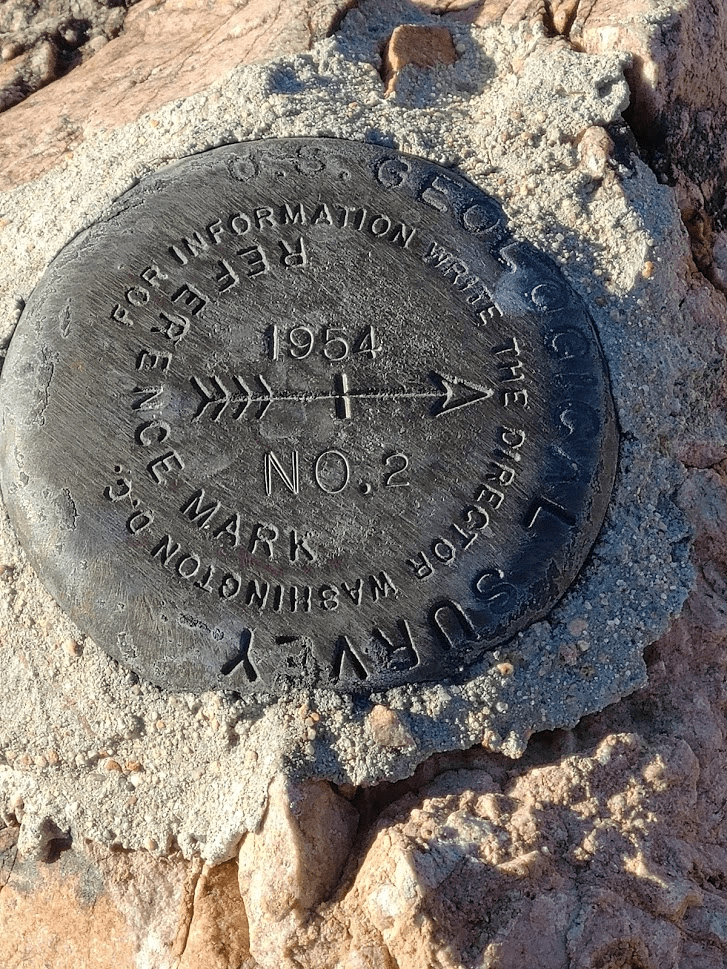 U.S. GEOLOGICAL SURVEY
FOR INFORMATION WRITE THE DIRECTOR WASHINGTON D.C.
REFERENCE MARK
1954
NO. 2